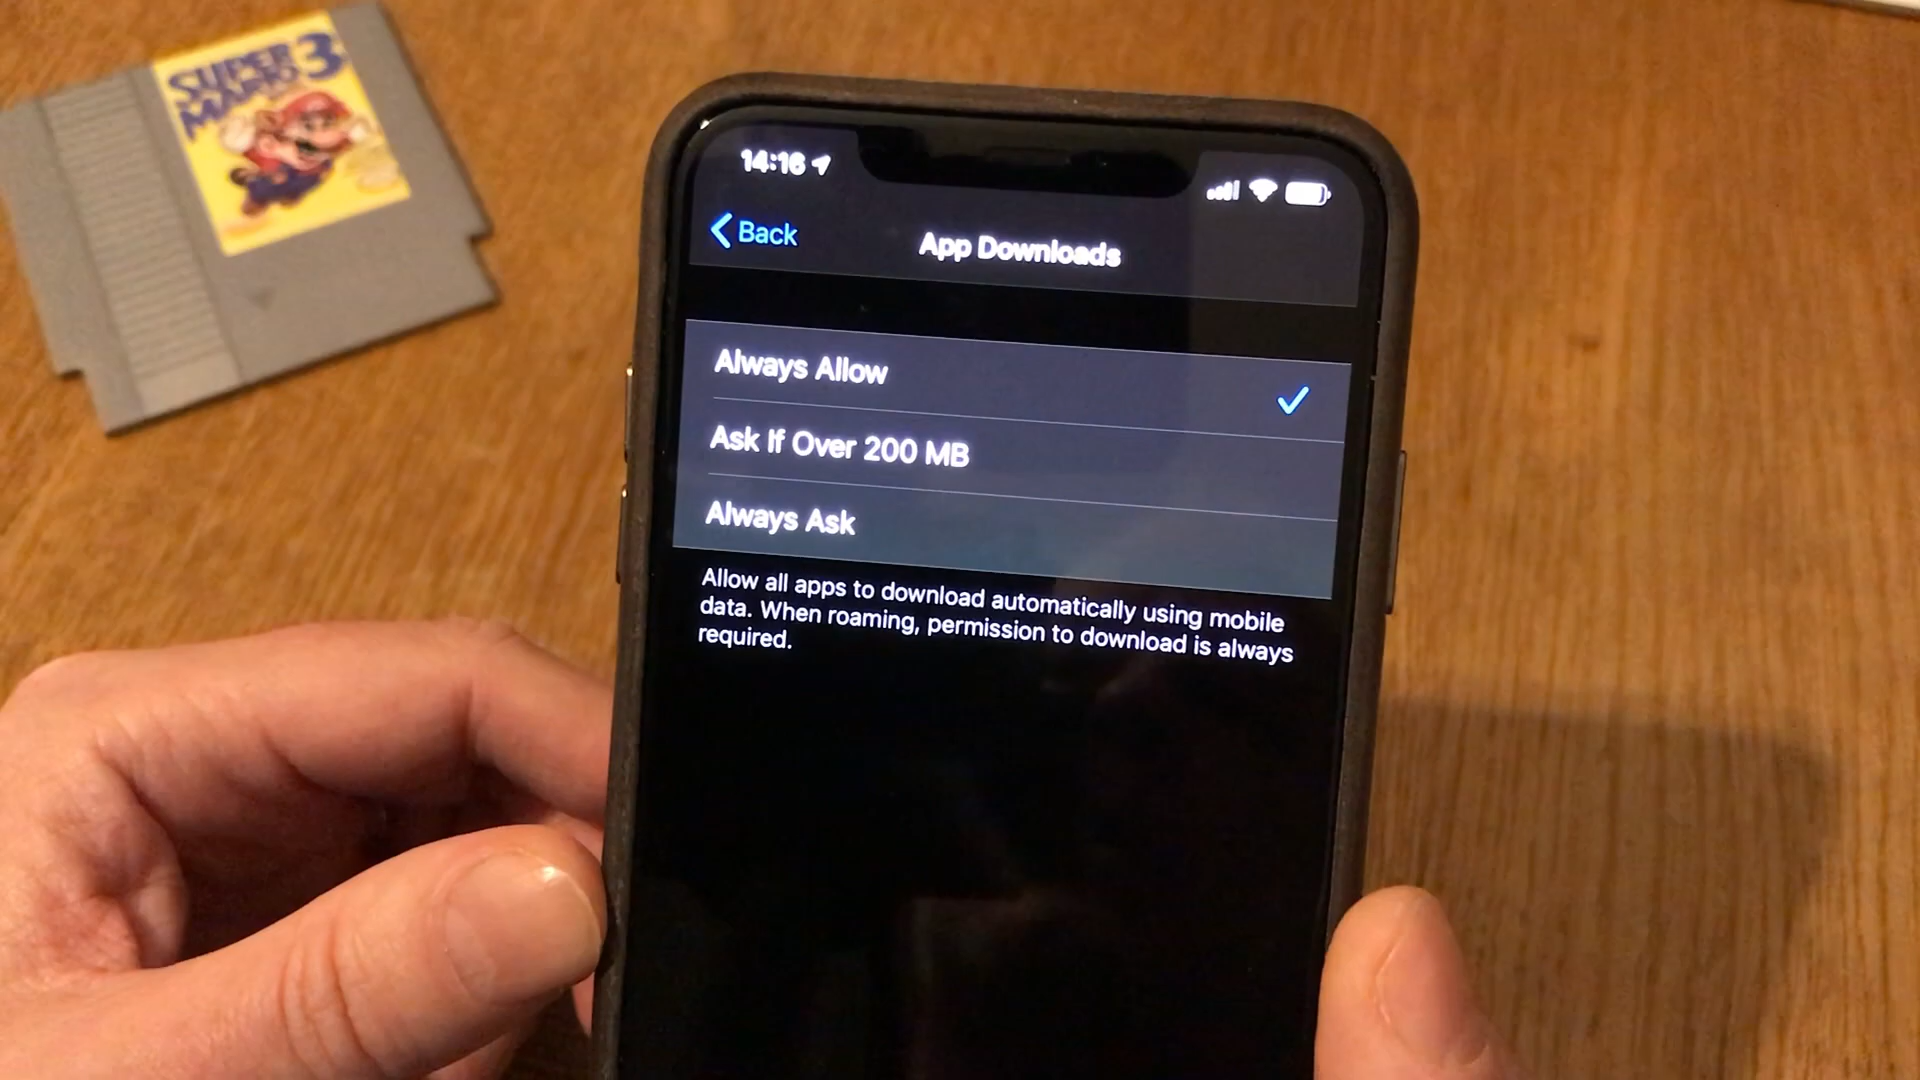 SUPER
MARIO 3
14:16
Back
App Downloads
Always Allow
Ask If Over 200 MB
Always Ask
Allow all apps to download automatically using mobile
data. When roaming, permission to download is always
required.